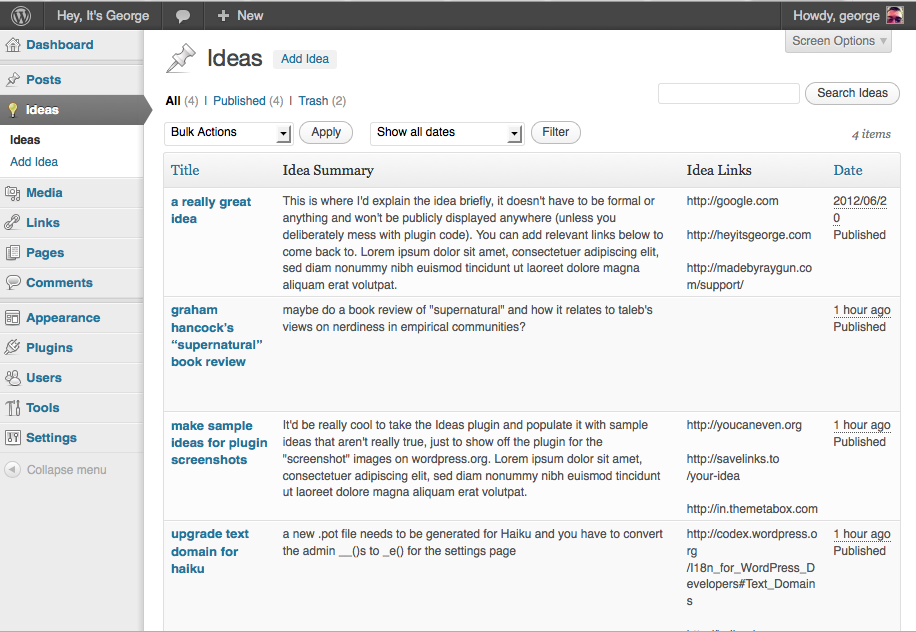 Hey, It's George
New
Howdy, george
Dashboard
Posts
Ideas
Ideas
Add Idea
Media
Links
Pages
Comments
Appearance
Plugins
Users
Tools
Settings
Collapse menu
Screen Options
Ideas Add Idea
All (4) | Published (4) | Trash (2)
Search Ideas
Bulk Actions Apply Show all dates Filter
4 items
Title Idea Summary Idea Links Date
a really great
idea
This is where I'd explain the idea briefly, it doesn't have to be formal or
anything and won't be publicly displayed anywhere (unless you
deliberately mess with plugin code). You can add relevant links below to
come back to. Lorem ipsum dolor sit amet, consectetuer adipiscing elit,
sed diam nonummy nibh euismod tincidunt ut laoreet dolore magna
aliquam erat volutpat.
http://google.com
http://heyitsgeorge.com
http://madebyraygun.co
m/support/
2012/06/2
0
Published
graham
hancock's
“supernatural”
book review
maybe do a book review of "supernatural" and how it relates to taleb's
views on nerdiness in empirical communities?
1 hour ago
Published
make sample
ideas for plugin
screenshots
It'd be really cool to take the Ideas plugin and populate it with sample
ideas that aren't really true, just to show off the plugin for the
"screenshot" images on wordpress.org. Lorem ipsum dolor sit amet,
consectetuer adipiscing elit, sed diam nonummy nibh euismod tincidunt
ut laoreet dolore magna aliquam erat volutpat.
http://youcaneven.org
http://savelinks.to
/your-idea
http://in.themetabox.com
1 hour ago
Published
upgrade text
domain for
haiku
a new .pot file needs to be generated for Haiku and you have to convert
the admin __()s to _e() for the settings page
http://codex.wordpress.o
rg
/I18n_for_WordPress_D
evelopers#Text_Domain
s
1 hour ago
Published